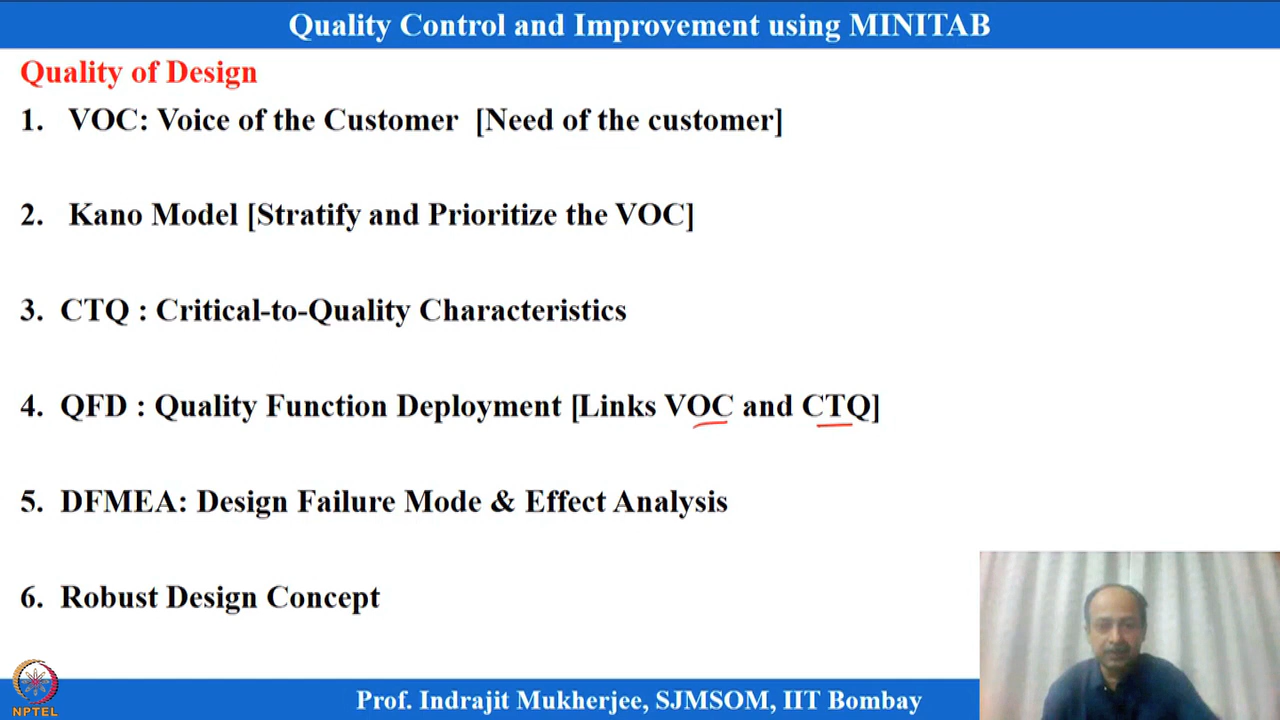 Quality Control and Improvement using MINITAB
Quality of Design
1. VOC: Voice of the Customer [Need of the customer]
2. Kano Model [Stratify and Prioritize the VOC]
3. CTQ : Critical-to-Quality Characteristics
4. QFD : Quality Function Deployment [Links VOC and CTQ]
5. DFMEA: Design Failure Mode & Effect Analysis
6. Robust Design Concept
NPTEL
Prof. Indrajit Mukherjee, SJMSOM, IIT Bombay